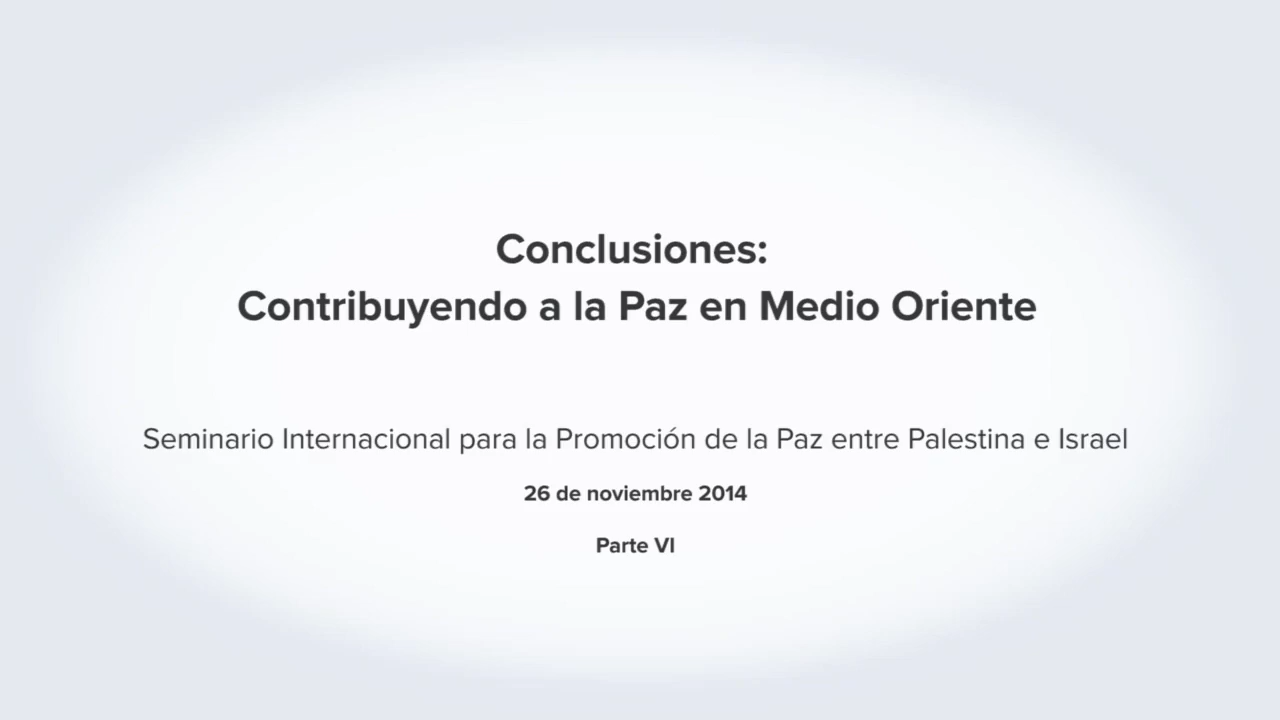 Conclusiones:
Contribuyendo a la Paz en Medio Oriente
Seminario Internacional para la Promoción de la Paz entre Palestina e Israel
26 de noviembre 2014
Parte VI